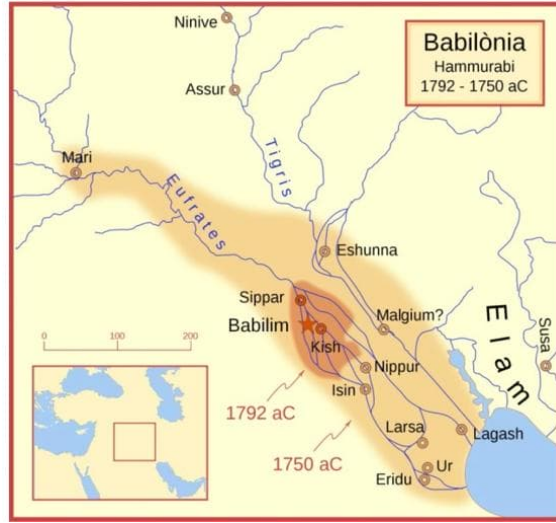 Ninive
Babilònia
Hammurabi
1792 - 1750 aC
Assur
Tigris
Mari
Eufrates
Eshunna
Sippar
Malgium?
Elam
Babilim
Susa
0 100 200
Kish
Nippur
Isin
1792 aC
Larsa
Lagash
1750 aC
Ur
Eridu